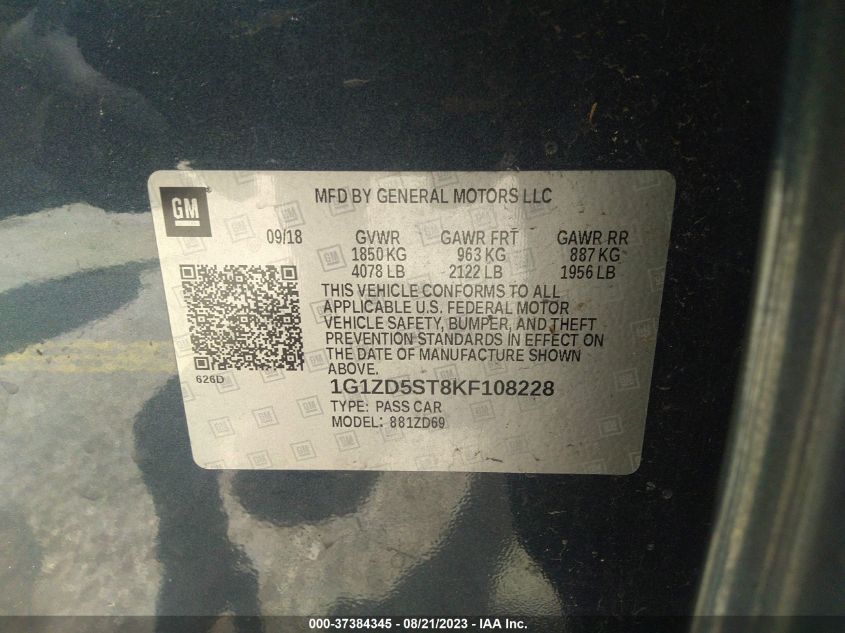 GM
MFD BY GENERAL MOTORS LLC
09/18 GVWR GAWR FRT GAWR RR
1850 KG 963 KG 887 KG
4078 LB 2122 LB 1956 LB
THIS VEHICLE CONFORMS TO ALL
APPLICABLE U.S. FEDERAL MOTOR
VEHICLE SAFETY, BUMPER, AND THEFT
PREVENTION STANDARDS IN EFFECT ON
THE DATE OF MANUFACTURE SHOWN
ABOVE.
626D
1G1ZD5ST8KF108228
TYPE: PASS CAR
MODEL: 881ZD69
000-37384345 - 08/21/2023 - IAA Inc.